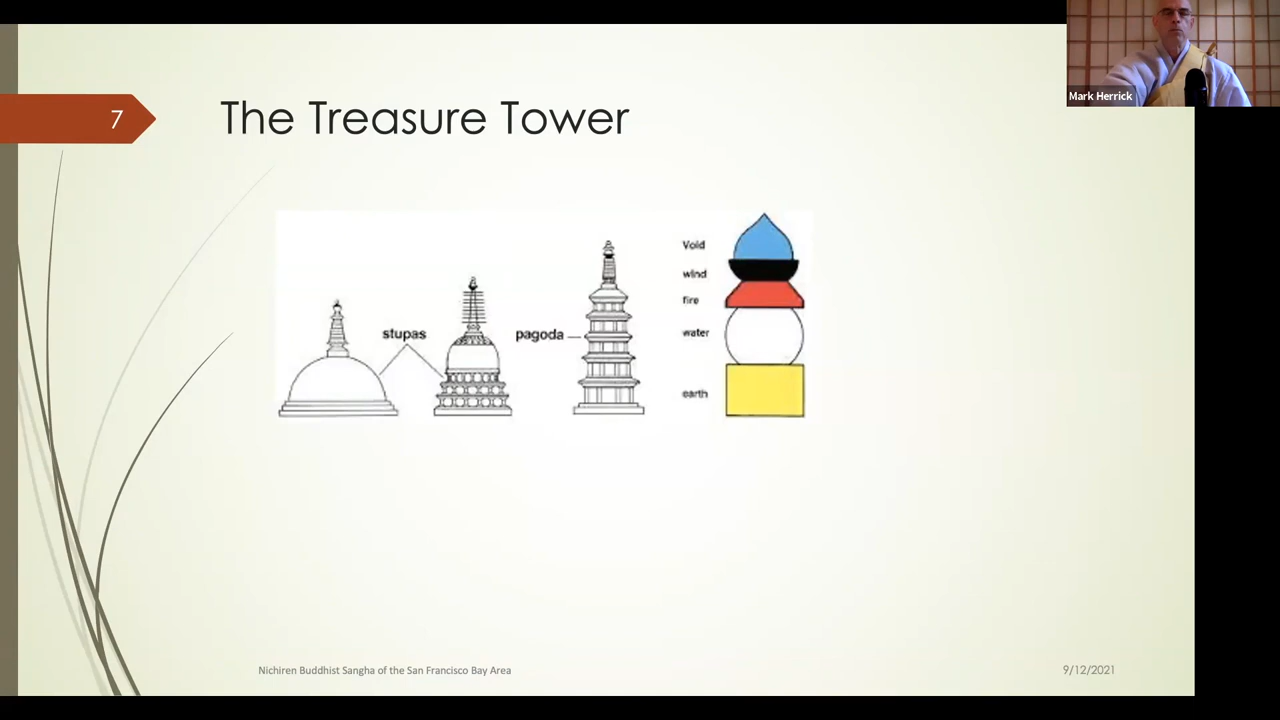 Mark Herrick
7
The Treasure Tower
Void
wind
stupas
pagoda
fire
water
earth
Nichiren Buddhist Sangha of the San Francisco Bay Area
9/12/2021